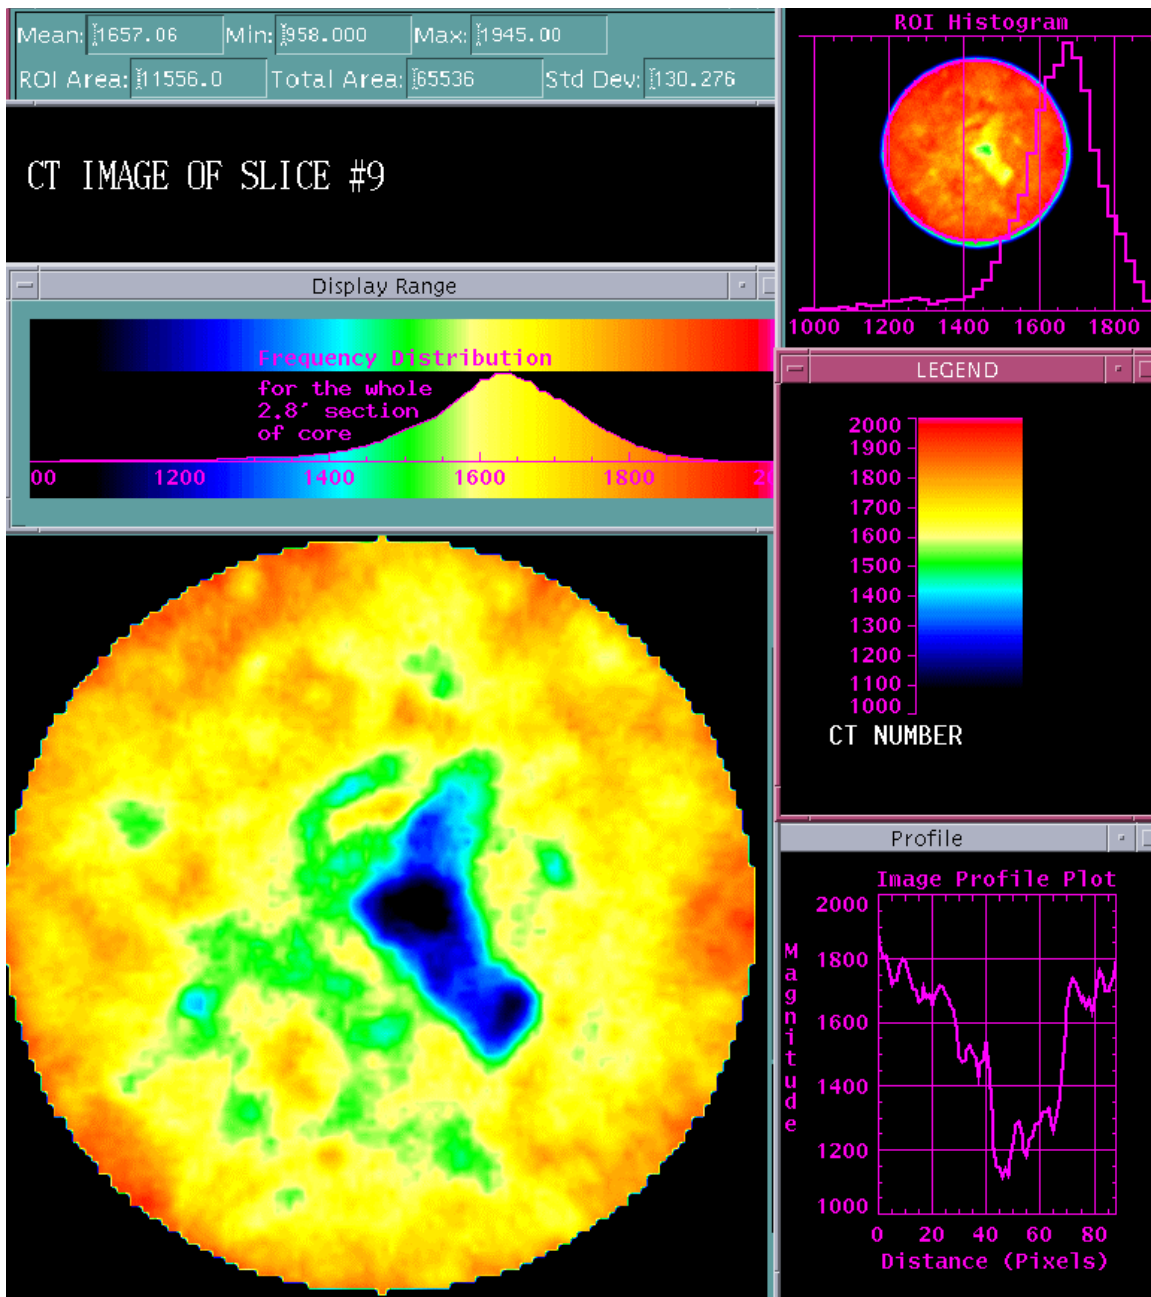 Mean: 1657.06 Min: 958.000 Max: 1945.00
ROI Area: 11556.0 Total Area: 65536 Std Dev: 130.276
CT IMAGE OF SLICE #9
Display Range
Frequency Distribution
for the whole
2.8' section
of core
00 1200 1400 1600 1800 20
ROI Histogram
1000 1200 1400 1600 1800
LEGEND
2000
1900
1800
1700
1600
1500
1400
1300
1200
1100
1000
CT NUMBER
Profile
Image Profile Plot
Magnitude
2000
1800
1600
1400
1200
1000
0 20 40 60 80
Distance (Pixels)